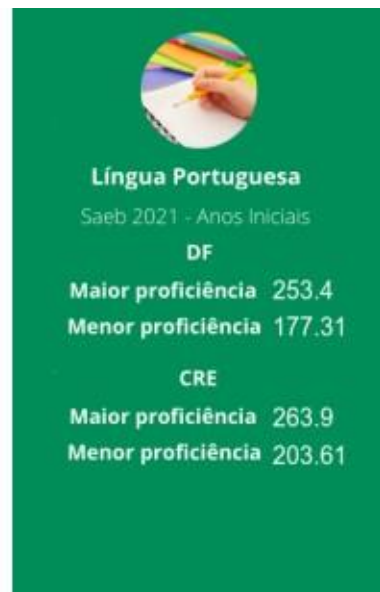 Língua Portuguesa
Saeb 2021 - Anos Iniciais
DF
Maior proficiência 253.4
Menor proficiência 177.31
CRE
Maior proficiência 263.9
Menor proficiência 203.61